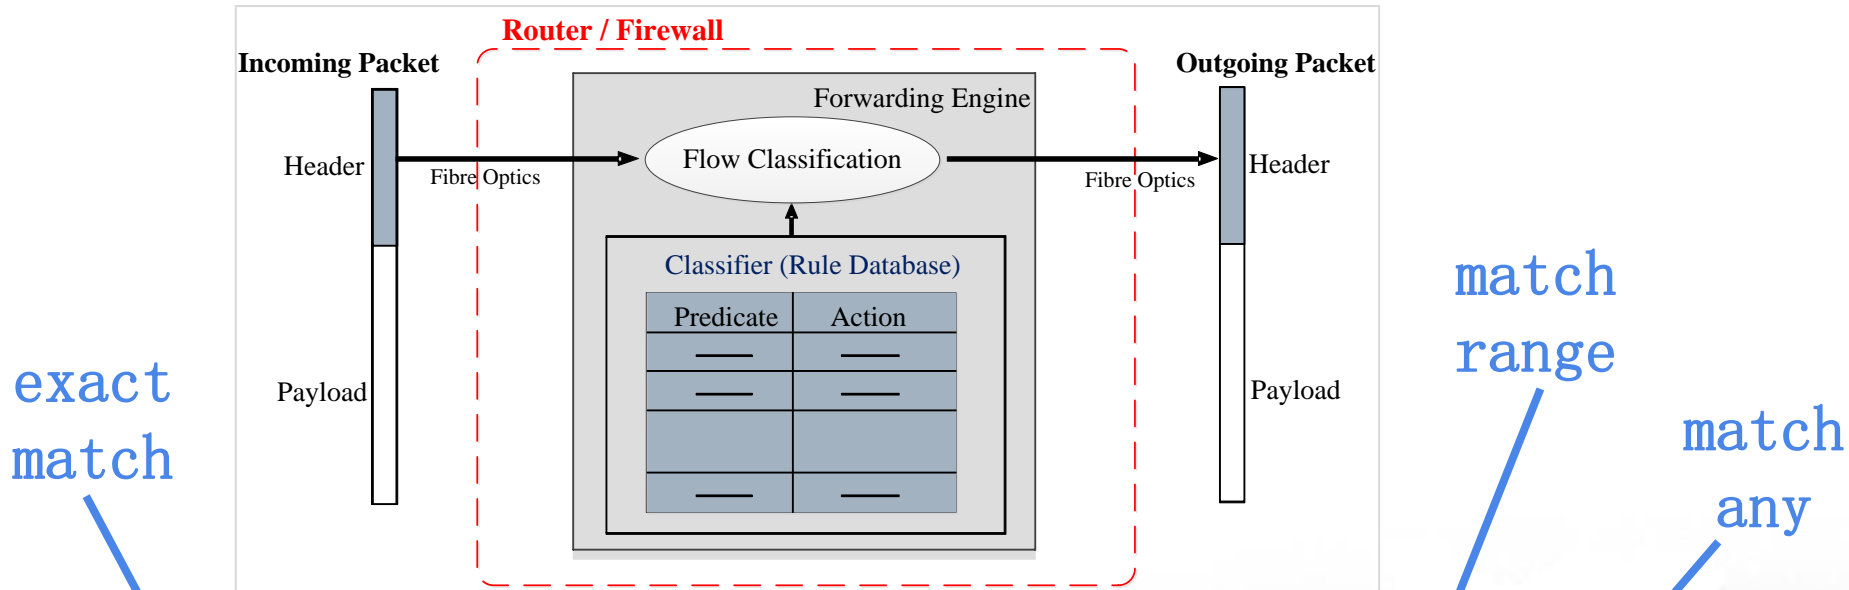 Router / Firewall
Incoming Packet
Outgoing Packet
Forwarding Engine
Header
Fibre Optics
Flow Classification
Fibre Optics
Header
Classifier (Rule Database)
Predicate Action
Payload
Payload
exact
match
match
range
match
any